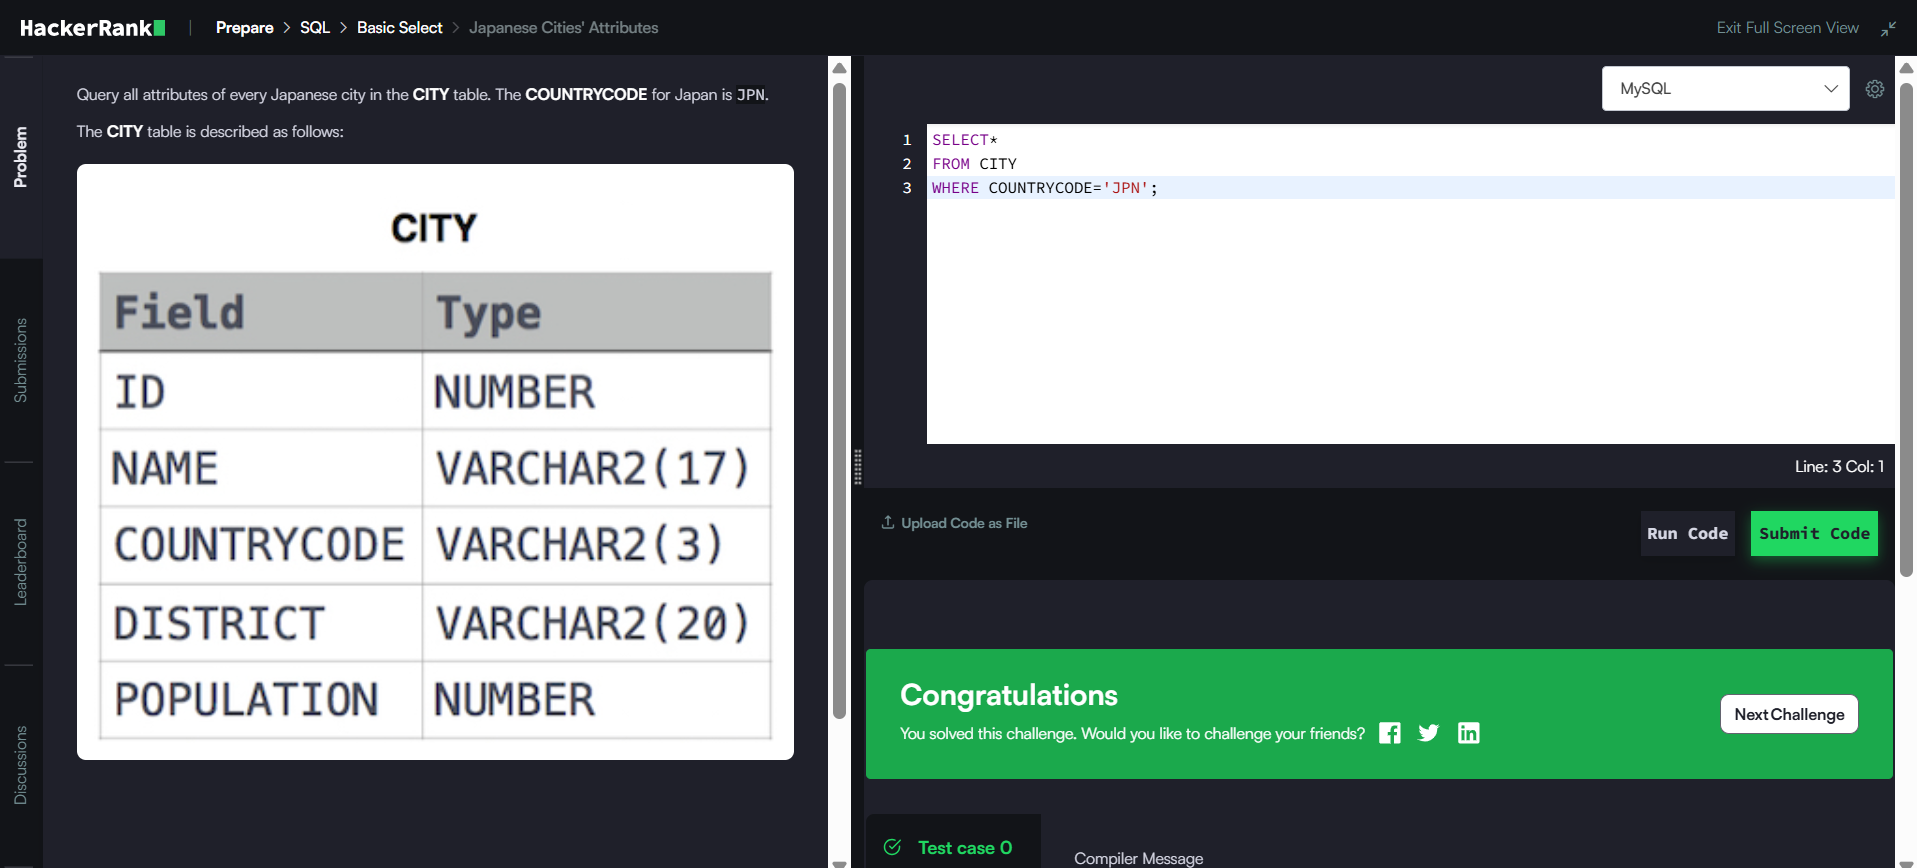 HackerRank
Prepare > SQL > Basic Select > Japanese Cities' Attributes
Exit Full Screen View
Problem
Submissions
Leaderboard
Discussions
Query all attributes of every Japanese city in the CITY table. The COUNTRYCODE for Japan is JPN.
The CITY table is described as follows:
CITY
Field Type
ID NUMBER
NAME VARCHAR2(17)
COUNTRYCODE VARCHAR2(3)
DISTRICT VARCHAR2(20)
POPULATION NUMBER
MySQL
1 SELECT*
2 FROM CITY
3 WHERE COUNTRYCODE='JPN';
Line: 3 Col: 1
Upload Code as File
Run Code
Submit Code
Congratulations
You solved this challenge. Would you like to challenge your friends?
Next Challenge
Test case 0
Compiler Message